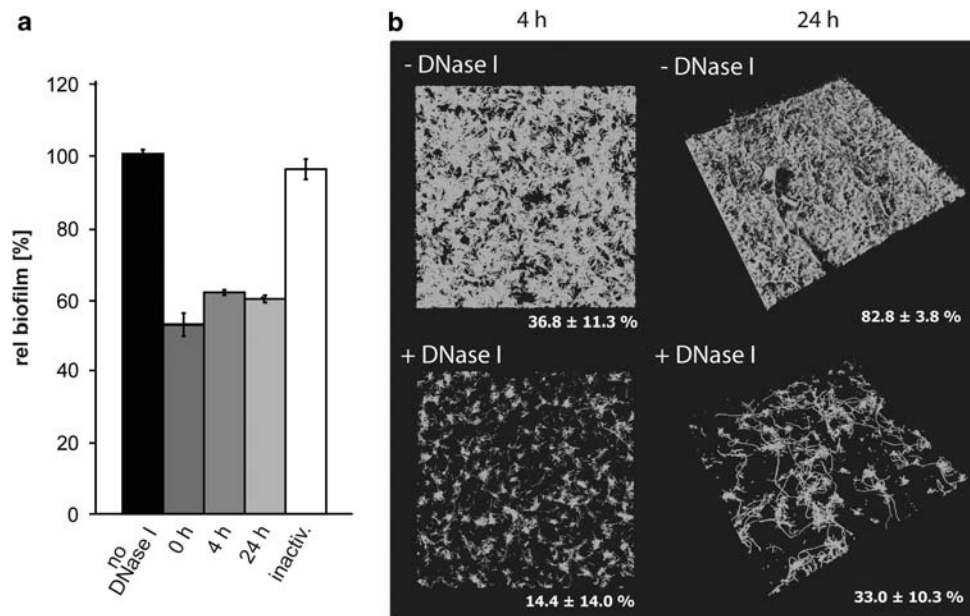 a
120
100
80
60
40
20
0
rel biofilm [%]
no DNase I
0 h
4 h
24 h
inactiv.
b
4 h
24 h
- DNase I
- DNase I
36.8 ± 11.3 %
82.8 ± 3.8 %
+ DNase I
+ DNase I
14.4 ± 14.0 %
33.0 ± 10.3 %